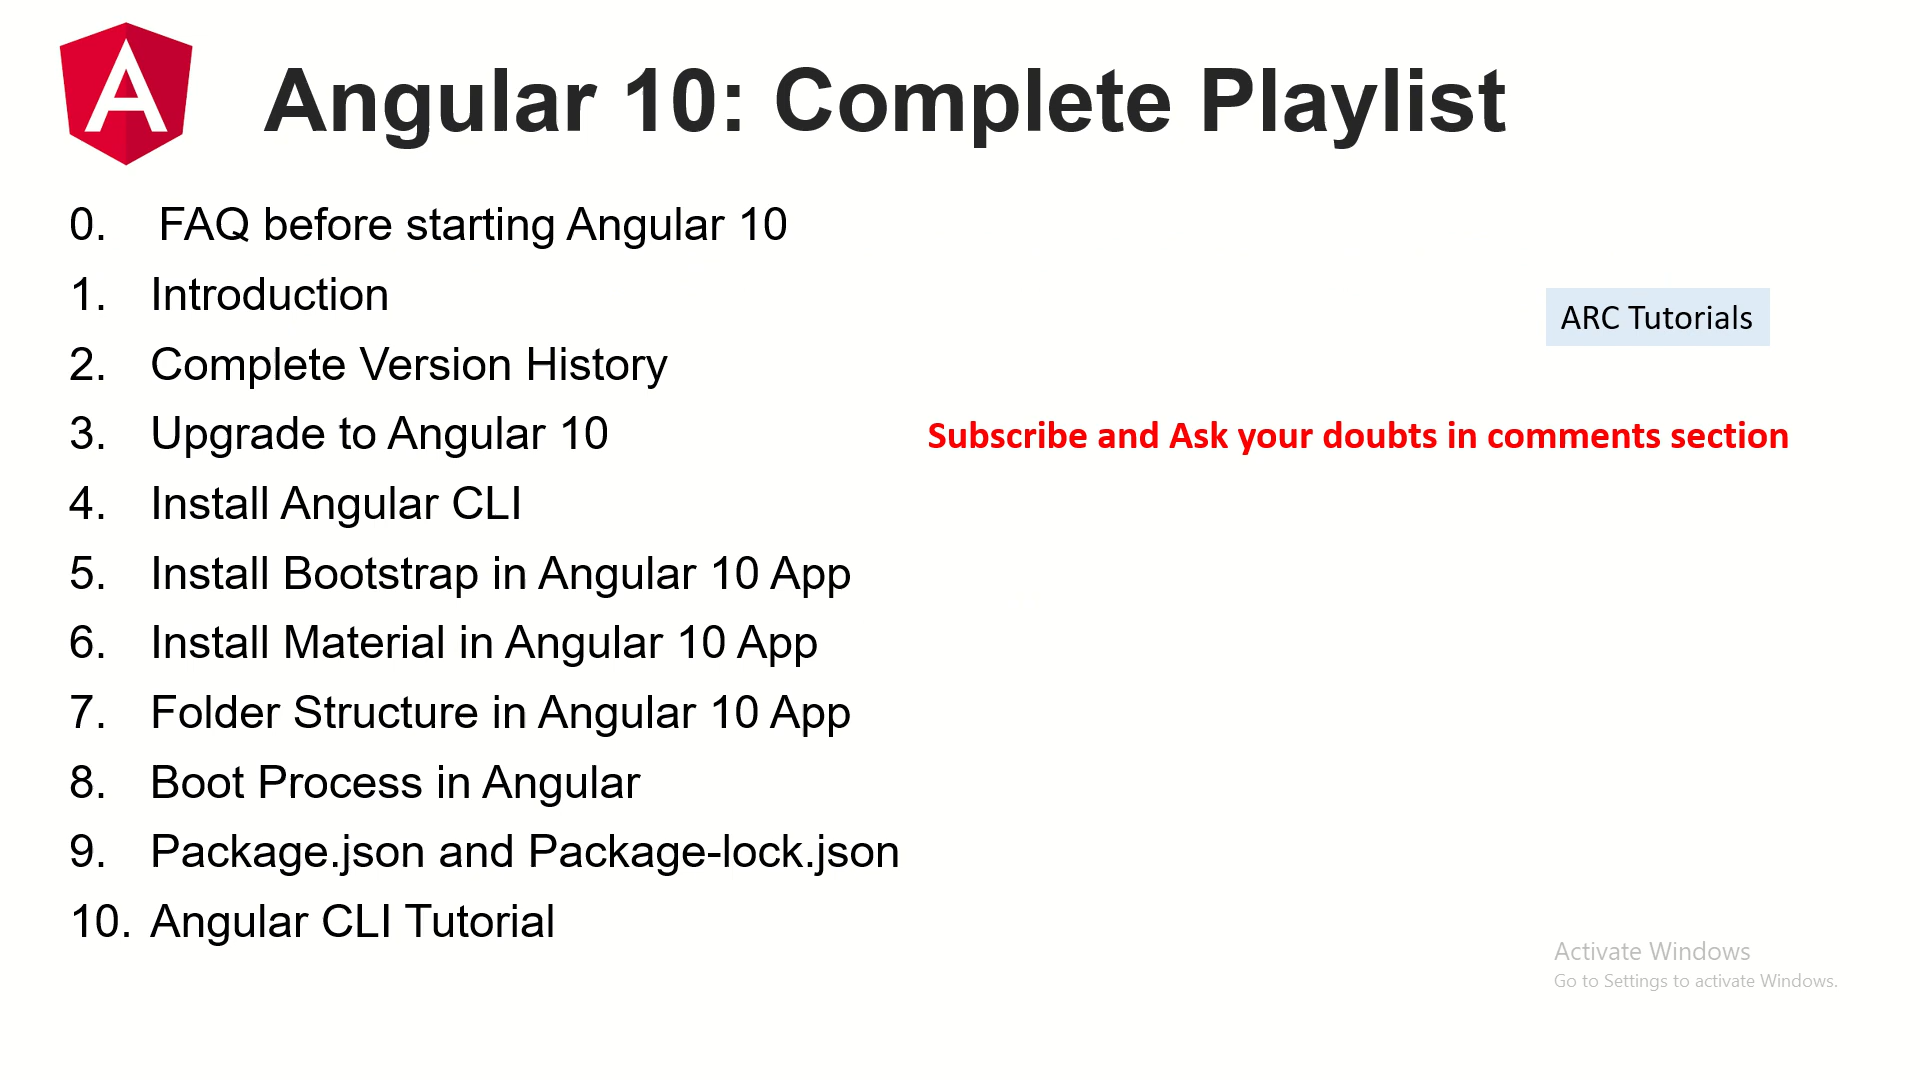 Angular 10: Complete Playlist
0. FAQ before starting Angular 10
1. Introduction
2. Complete Version History
3. Upgrade to Angular 10
4. Install Angular CLI
5. Install Bootstrap in Angular 10 App
6. Install Material in Angular 10 App
7. Folder Structure in Angular 10 App
8. Boot Process in Angular
9. Package.json and Package-lock.json
10. Angular CLI Tutorial
ARC Tutorials
Subscribe and Ask your doubts in comments section
Activate Windows
Go to Settings to activate Windows.